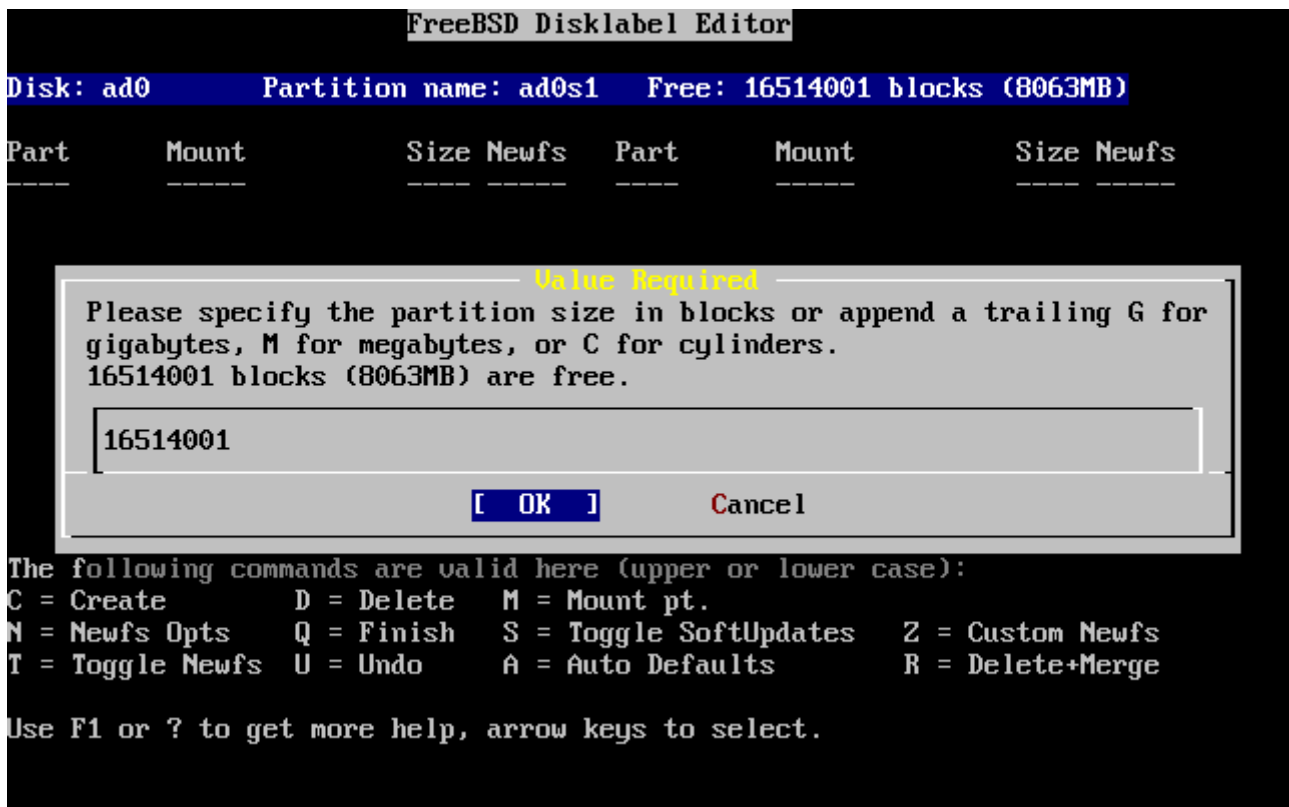 FreeBSD Disklabel Editor
Disk: ad0 Partition name: ad0s1 Free: 16514001 blocks (8063MB)
Part Mount Size Newfs Part Mount Size Newfs
---- ----- ---- ----- ---- ----- ---- -----
Value Required
Please specify the partition size in blocks or append a trailing G for
gigabytes, M for megabytes, or C for cylinders.
16514001 blocks (8063MB) are free.
16514001
[ OK ] Cancel
The following commands are valid here (upper or lower case):
C = Create D = Delete M = Mount pt.
N = Newfs Opts Q = Finish S = Toggle SoftUpdates Z = Custom Newfs
T = Toggle Newfs U = Undo A = Auto Defaults R = Delete+Merge
Use F1 or ? to get more help, arrow keys to select.